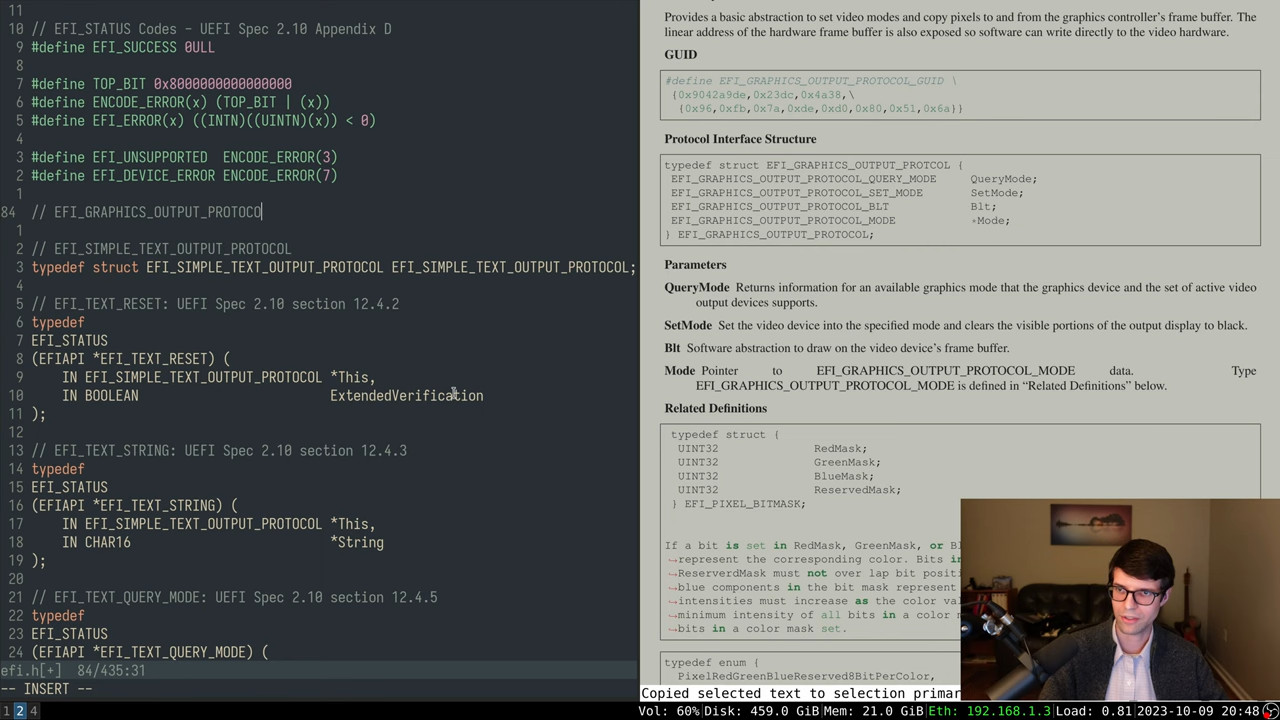 11
10 // EFI_STATUS Codes - UEFI Spec 2.10 Appendix D
9 #define EFI_SUCCESS 0ULL
8
7 #define TOP_BIT 0x8000000000000000
6 #define ENCODE_ERROR(x) (TOP_BIT | (x))
5 #define EFI_ERROR(x) ((INTN)((UINTN)(x)) < 0)
4
3 #define EFI_UNSUPPORTED  ENCODE_ERROR(3)
2 #define EFI_DEVICE_ERROR ENCODE_ERROR(7)
1
84 // EFI_GRAPHICS_OUTPUT_PROTOCO
1
2 // EFI_SIMPLE_TEXT_OUTPUT_PROTOCOL
3 typedef struct EFI_SIMPLE_TEXT_OUTPUT_PROTOCOL EFI_SIMPLE_TEXT_OUTPUT_PROTOCOL;
4
5 // EFI_TEXT_RESET: UEFI Spec 2.10 section 12.4.2
6 typedef
7 EFI_STATUS
8 (EFIAPI *EFI_TEXT_RESET) (
9     IN EFI_SIMPLE_TEXT_OUTPUT_PROTOCOL *This,
10     IN BOOLEAN                         ExtendedVerification
11 );
12
13 // EFI_TEXT_STRING: UEFI Spec 2.10 section 12.4.3
14 typedef
15 EFI_STATUS
16 (EFIAPI *EFI_TEXT_STRING) (
17     IN EFI_SIMPLE_TEXT_OUTPUT_PROTOCOL *This,
18     IN CHAR16                          *String
19 );
20
21 // EFI_TEXT_QUERY_MODE: UEFI Spec 2.10 section 12.4.5
22 typedef
23 EFI_STATUS
24 (EFIAPI *EFI_TEXT_QUERY_MODE) (
efi.h[+]  84/435:31
-- INSERT --
Provides a basic abstraction to set video modes and copy pixels to and from the graphics controller's frame buffer. The
linear address of the hardware frame buffer is also exposed so software can write directly to the video hardware.
GUID
#define EFI_GRAPHICS_OUTPUT_PROTOCOL_GUID \
{0x9042a9de,0x23dc,0x4a38,\
{0x96,0xfb,0x7a,0xde,0xd0,0x80,0x51,0x6a}}
Protocol Interface Structure
typedef struct EFI_GRAPHICS_OUTPUT_PROTCOL {
EFI_GRAPHICS_OUTPUT_PROTOCOL_QUERY_MODE    QueryMode;
EFI_GRAPHICS_OUTPUT_PROTOCOL_SET_MODE      SetMode;
EFI_GRAPHICS_OUTPUT_PROTOCOL_BLT           Blt;
EFI_GRAPHICS_OUTPUT_PROTOCOL_MODE          *Mode;
} EFI_GRAPHICS_OUTPUT_PROTOCOL;
Parameters
QueryMode Returns information for an available graphics mode that the graphics device and the set of active video
output devices supports.
SetMode Set the video device into the specified mode and clears the visible portions of the output display to black.
Blt Software abstraction to draw on the video device's frame buffer.
Mode Pointer to EFI_GRAPHICS_OUTPUT_PROTOCOL_MODE data. Type
EFI_GRAPHICS_OUTPUT_PROTOCOL_MODE is defined in “Related Definitions” below.
Related Definitions
typedef struct {
UINT32              RedMask;
UINT32              GreenMask;
UINT32              BlueMask;
UINT32              ReservedMask;
} EFI_PIXEL_BITMASK;
If a bit is set in RedMask, GreenMask, or Bl
represent the corresponding color. Bits in
ReserverdMask must not over lap bit positi
blue components in the bit mask represent
intensities must increase as the color val
minimum intensity of all bits in a color m
bits in a color mask set.
typedef enum {
PixelRedGreenBlueReserved8BitPerColor,
Copied selected text to selection primar
1 2 4
Vol: 60%|Disk: 459.0 GiB|Mem: 21.0 GiB|Eth: 192.168.1.3|Load: 0.81|2023-10-09 20:48